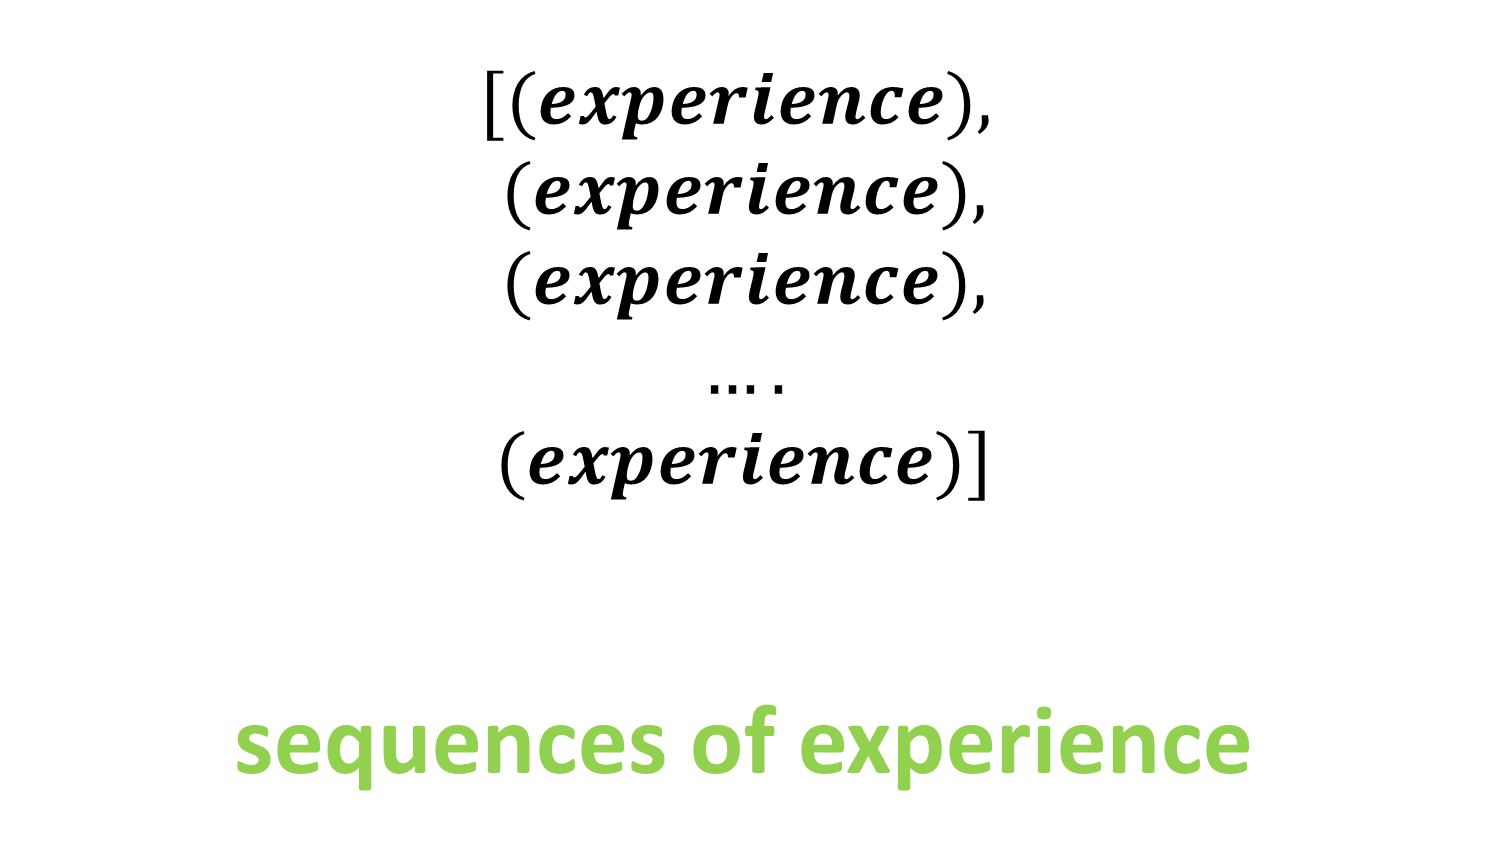 [(experience),
(experience),
(experience),
… .
(experience)]
sequences of experience